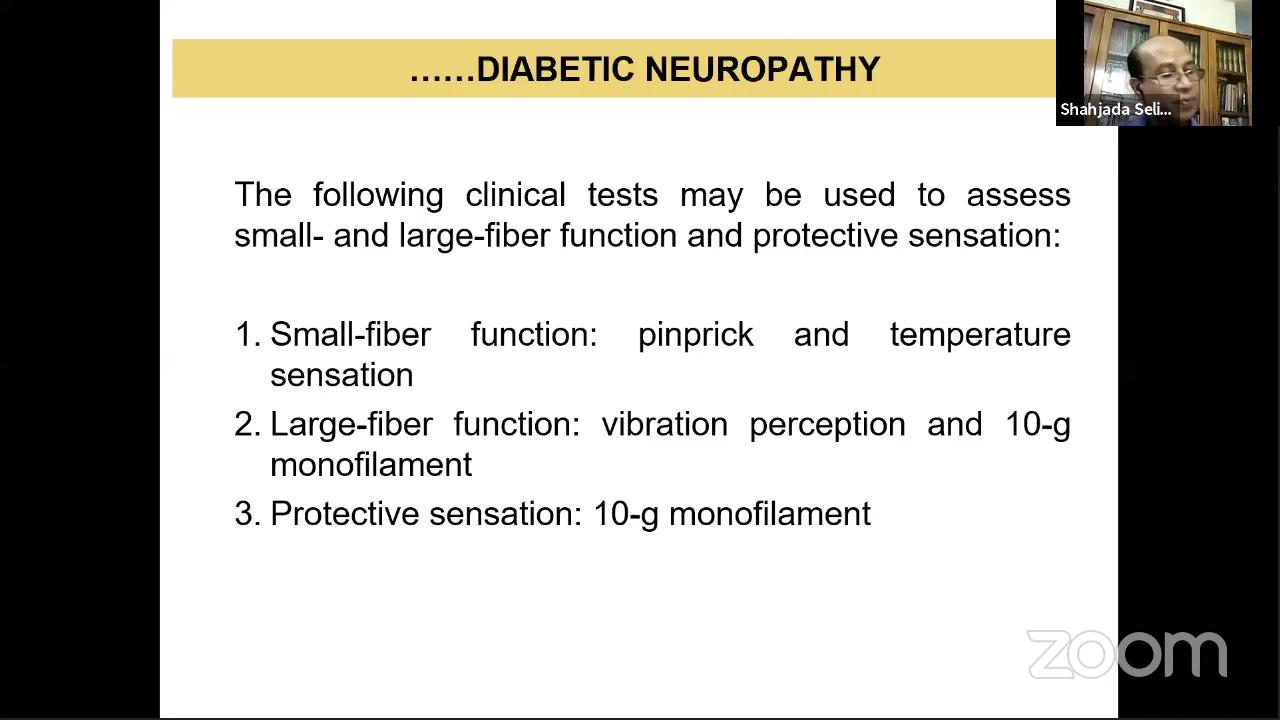 ......DIABETIC NEUROPATHY
Shahjada Seli...
The following clinical tests may be used to assess
small- and large-fiber function and protective sensation:
1. Small-fiber function: pinprick and temperature
sensation
2. Large-fiber function: vibration perception and 10-g
monofilament
3. Protective sensation: 10-g monofilament
zoom